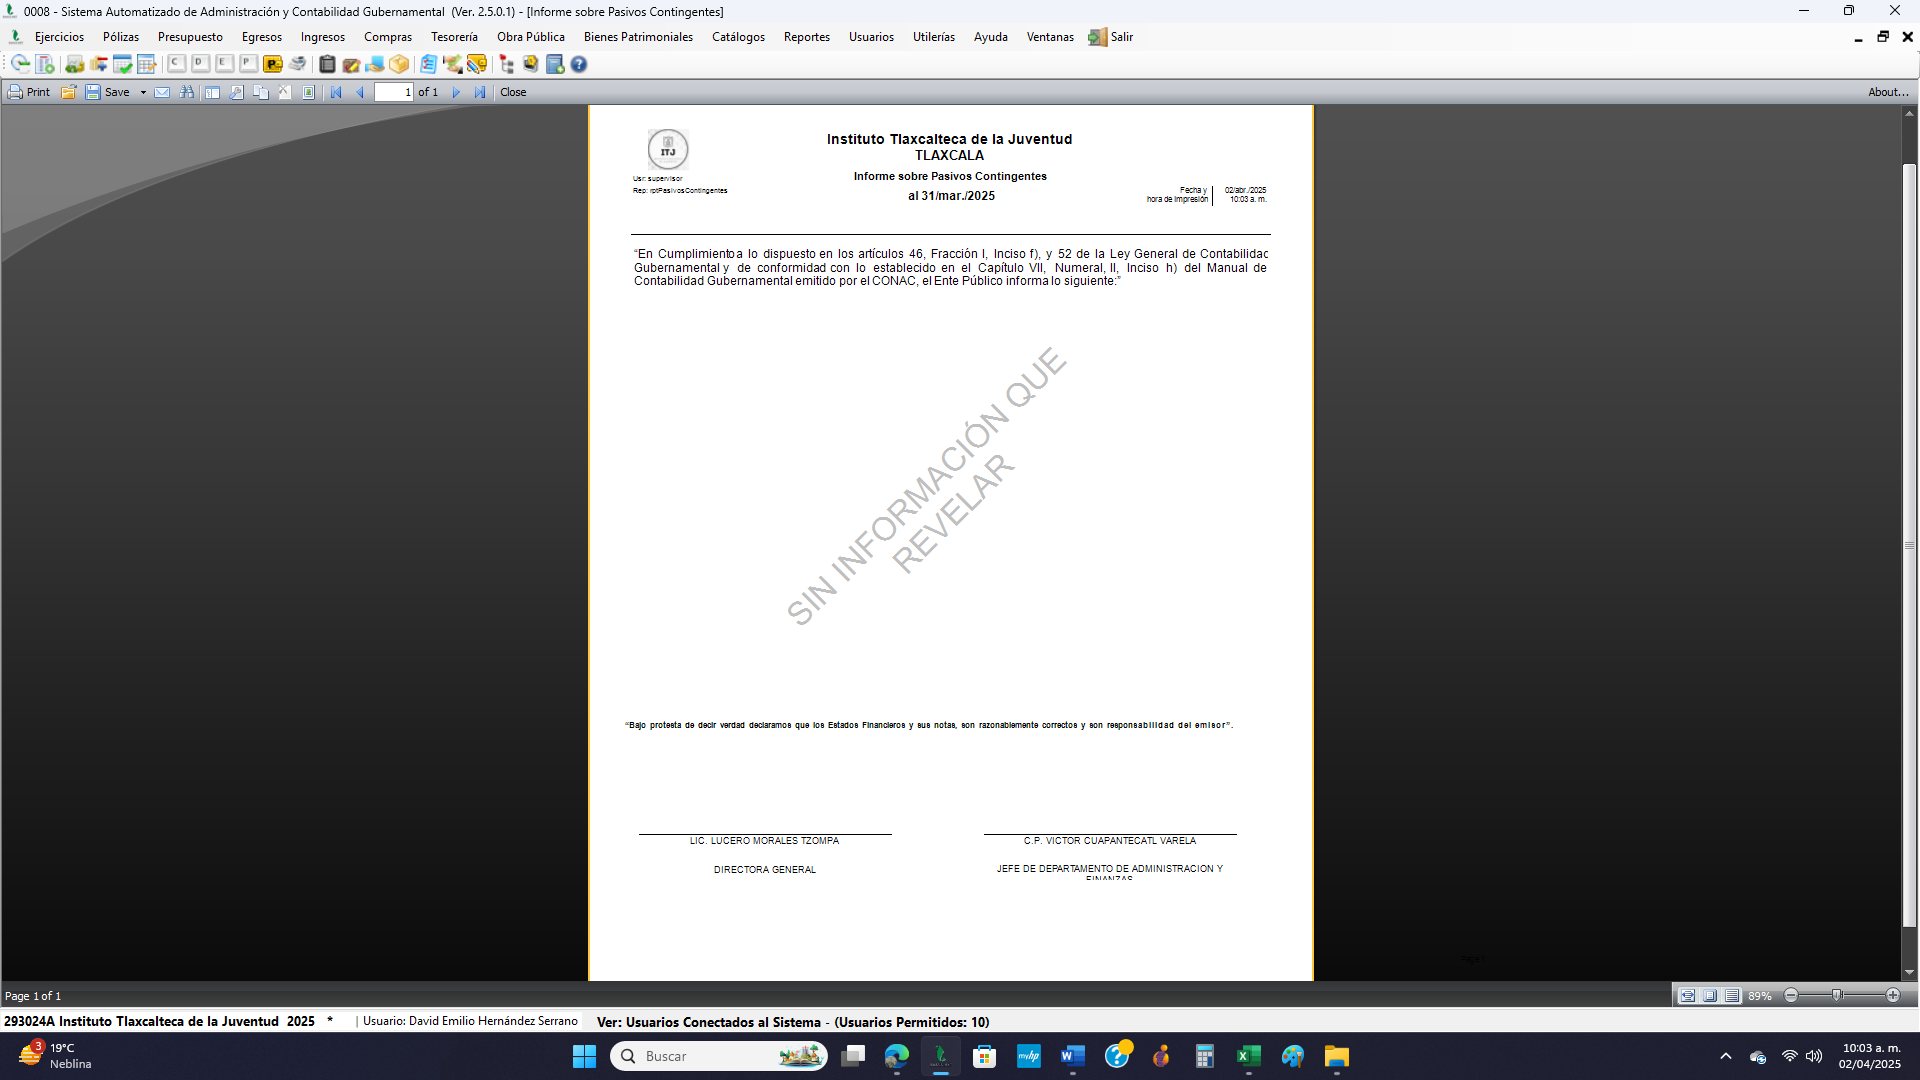 0008 - Sistema Automatizado de Administración y Contabilidad Gubernamental (Ver. 2.5.0.1) - [Informe sobre Pasivos Contingentes]
Ejercicios Pólizas Presupuesto Egresos Ingresos Compras Tesorería Obra Pública Bienes Patrimoniales Catálogos Reportes Usuarios Utilerías Ayuda Ventanas Salir
C D E P P
Print Save 1 of 1 Close About...
ITJ
Instituto Tlaxcalteca de la Juventud
TLAXCALA
Usr: supervisor
Informe sobre Pasivos Contingentes
Rep: rptPasivosContingentes
al 31/mar./2025
Fecha y 02/abr./2025
hora de Impresión 10:03 a. m.
“En Cumplimiento a lo dispuesto en los artículos 46, Fracción I, Inciso f), y 52 de la Ley General de Contabilidad
Gubernamental y de conformidad con lo establecido en el Capítulo VII, Numeral, II, Inciso h) del Manual de
Contabilidad Gubernamental emitido por el CONAC, el Ente Público informa lo siguiente:”
SIN INFORMACIÓN QUE
REVELAR
“Bajo protesta de decir verdad declaramos que los Estados Financieros y sus notas, son razonablemente correctos y son responsabilidad del emisor”.
LIC. LUCERO MORALES TZOMPA C.P. VICTOR CUAPANTECATL VARELA
DIRECTORA GENERAL JEFE DE DEPARTAMENTO DE ADMINISTRACION Y
FINANZAS
Page 1 of 1 89%
293024A Instituto Tlaxcalteca de la Juventud 2025 * | Usuario: David Emilio Hernández Serrano Ver: Usuarios Conectados al Sistema - (Usuarios Permitidos: 10)
3 19°C
Neblina
Buscar
myhp
10:03 a. m.
02/04/2025